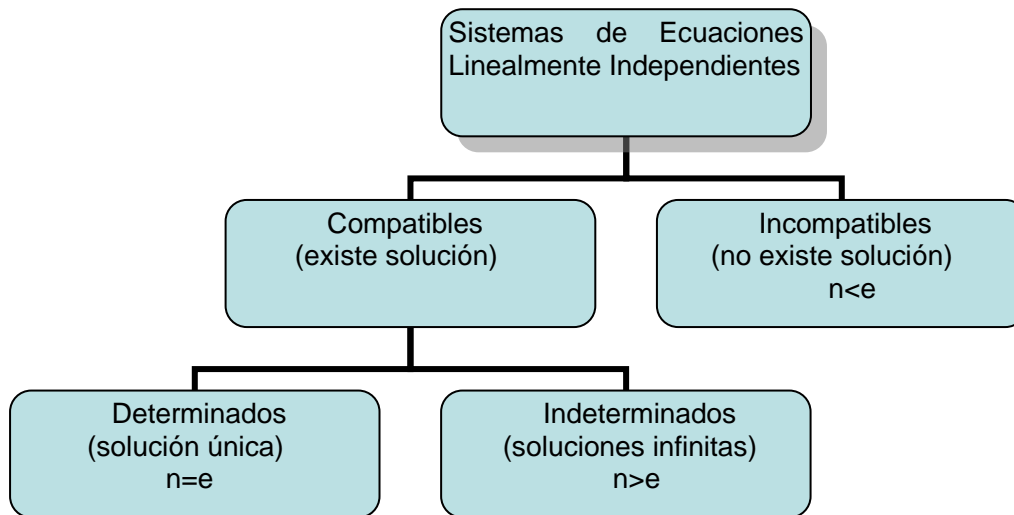 Sistemas de Ecuaciones
Linealmente Independientes
Compatibles
(existe solución)
Incompatibles
(no existe solución)
n<e
Determinados
(solución única)
n=e
Indeterminados
(soluciones infinitas)
n>e